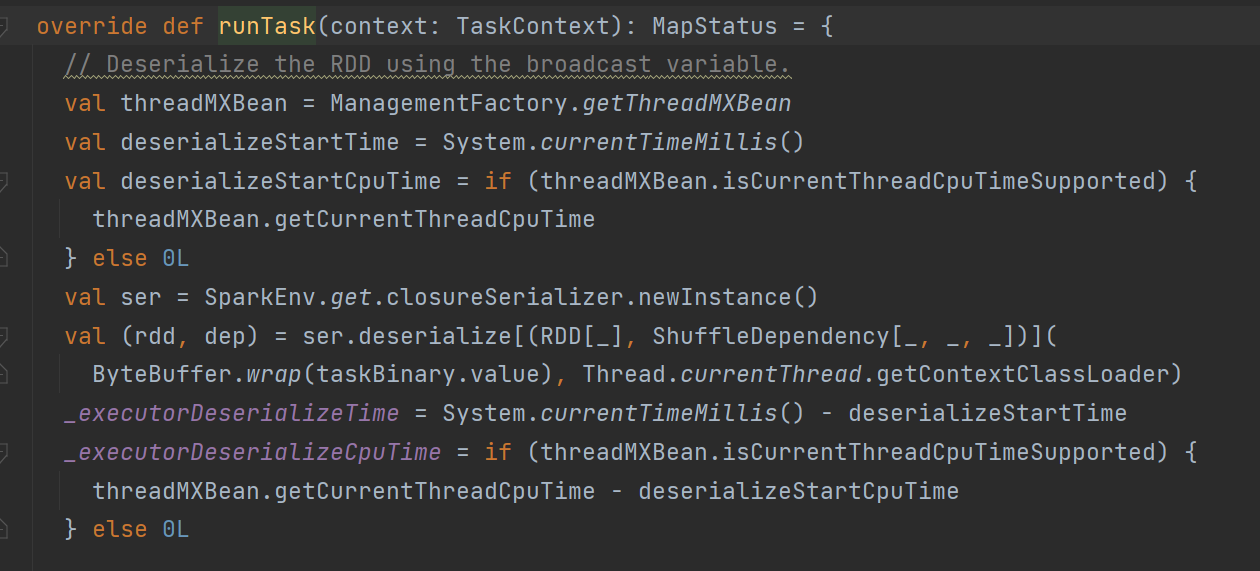 override def runTask(context: TaskContext): MapStatus = {
// Deserialize the RDD using the broadcast variable.
val threadMXBean = ManagementFactory.getThreadMXBean
val deserializeStartTime = System.currentTimeMillis()
val deserializeStartCpuTime = if (threadMXBean.isCurrentThreadCpuTimeSupported) {
threadMXBean.getCurrentThreadCpuTime
} else 0L
val ser = SparkEnv.get.closureSerializer.newInstance()
val (rdd, dep) = ser.deserialize[(RDD[_], ShuffleDependency[_, _, _])](
ByteBuffer.wrap(taskBinary.value), Thread.currentThread.getContextClassLoader)
_executorDeserializeTime = System.currentTimeMillis() - deserializeStartTime
_executorDeserializeCpuTime = if (threadMXBean.isCurrentThreadCpuTimeSupported) {
threadMXBean.getCurrentThreadCpuTime - deserializeStartCpuTime
} else 0L